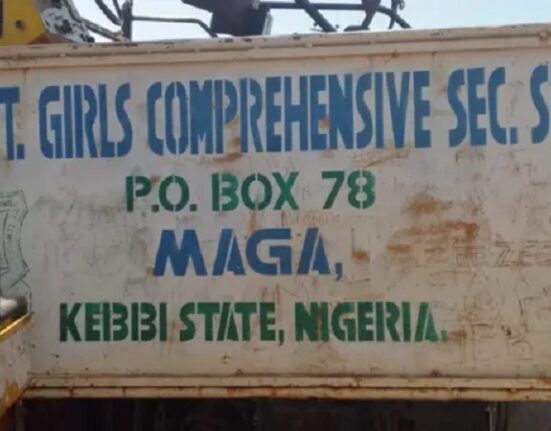 T. GIRLS COMPREHENSIVE SEC. S
P.O. BOX 78
MAGA,
KEBBI STATE, NIGERIA.